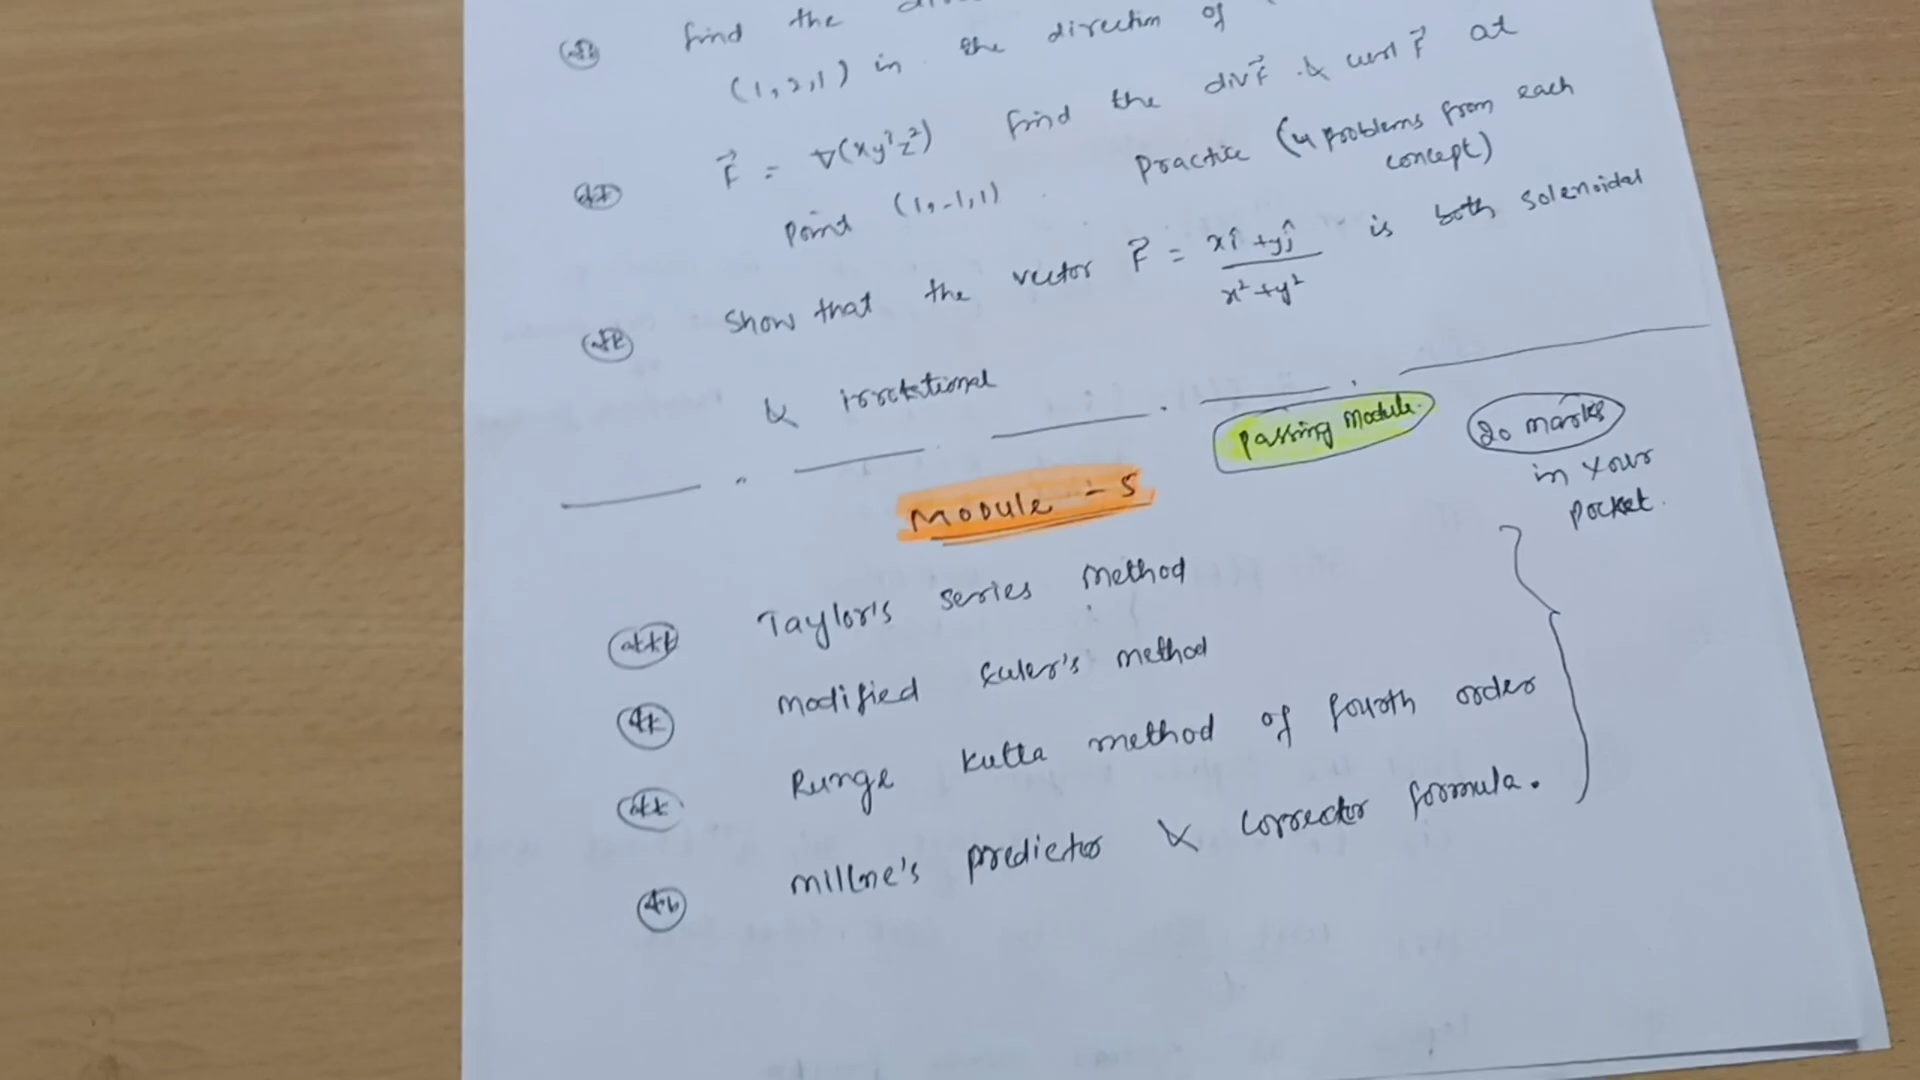 find the
(1,2,1) in the direction of
F⃗ = ∇(xy³z²) find the div F⃗ & curl F⃗ at
point (1,-1,1). Practice (4 problems from each
concept)
Show that the vector F⃗ = (xî + yĵ)/(x² + y²) is both solenoidal
& irrotational
Passing Module. 20 marks
in your
pocket.
MODULE - 5
Taylor's series Method
Modified Euler's method
Runge Kutta method of fourth order
Millne's predictor & corrector formula.